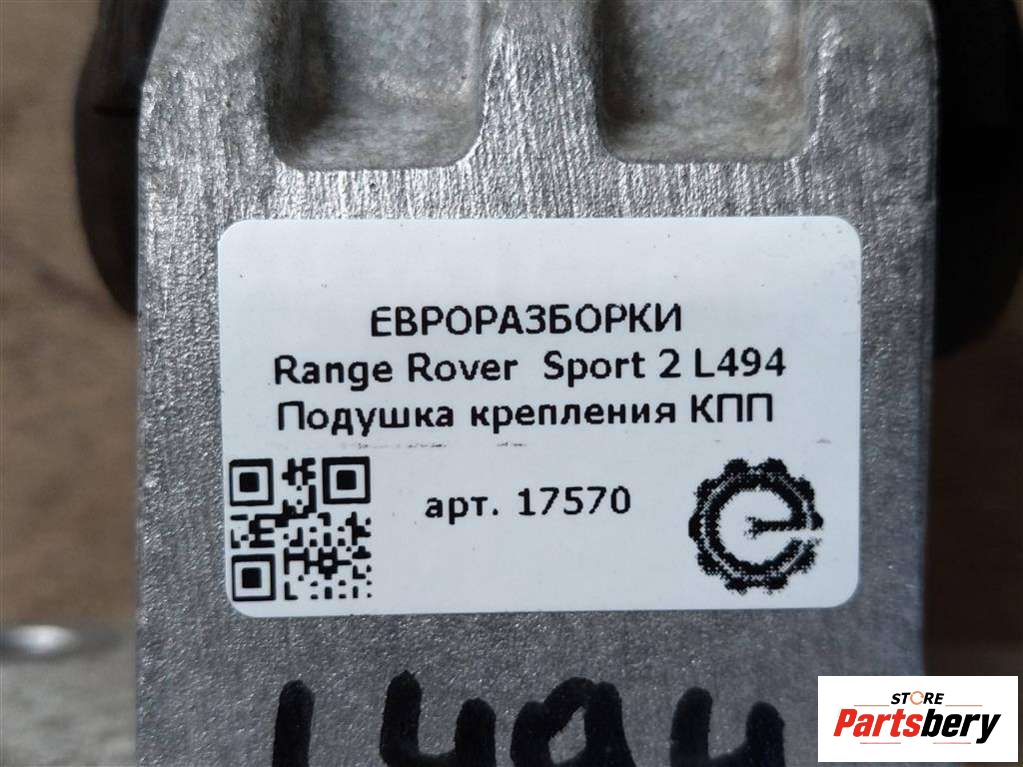 ЕВРОРАЗБОРКИ
Range Rover Sport 2 L494
Подушка крепления КПП
арт. 17570
L494
STORE
Partsbery